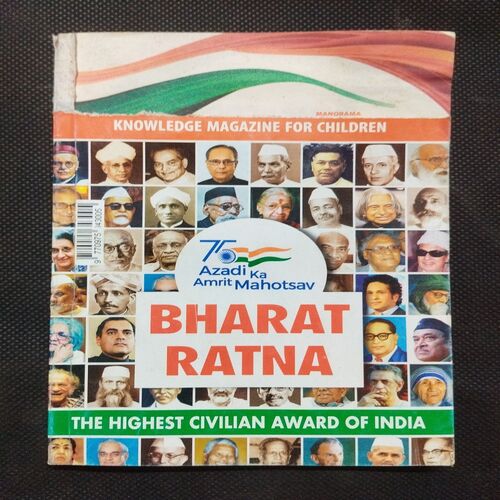 MANORAMA
KNOWLEDGE MAGAZINE FOR CHILDREN
75
Azadi Ka
Amrit Mahotsav
BHARAT
RATNA
THE HIGHEST CIVILIAN AWARD OF INDIA